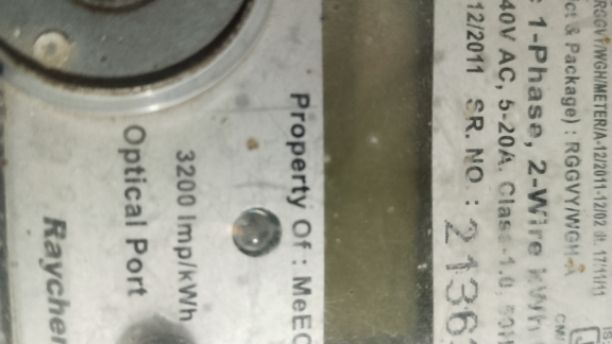 RGGVY/WGH/METER/A-12/2011-12/02 dt. 17/11/11
ct & Package) : RGGVY/WGH-A
: 1-Phase, 2-Wire kWh
40V AC, 5-20A. Class-1.0, 50H
12/2011 SR. NO. : 2136
Property Of : MeEC
3200 Imp/kWh
Optical Port
Rayche